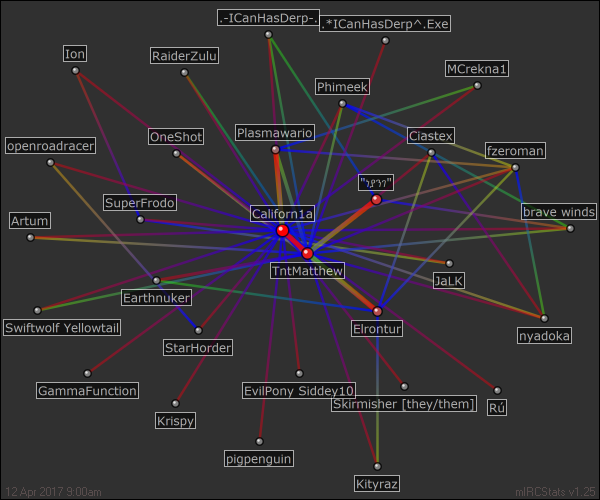 .-ICanHasDerp-.
.*ICanHasDerp^.Exe
Ion
RaiderZulu
MCrekna1
Phimeek
Plasmawario
Ciastex
OneShot
openroadracer
fzeroman
SuperFrodo
Californ1a
brave winds
Artum
TntMatthew
JaLK
Earthnuker
Swiftwolf Yellowtail
Elrontur
nyadoka
StarHorder
GammaFunction
EvilPony Siddey10
Skirmisher [they/them]
Rú
Krispy
pigpenguin
Kityraz
12 Apr 2017 9:00am
mIRCStats v1.25